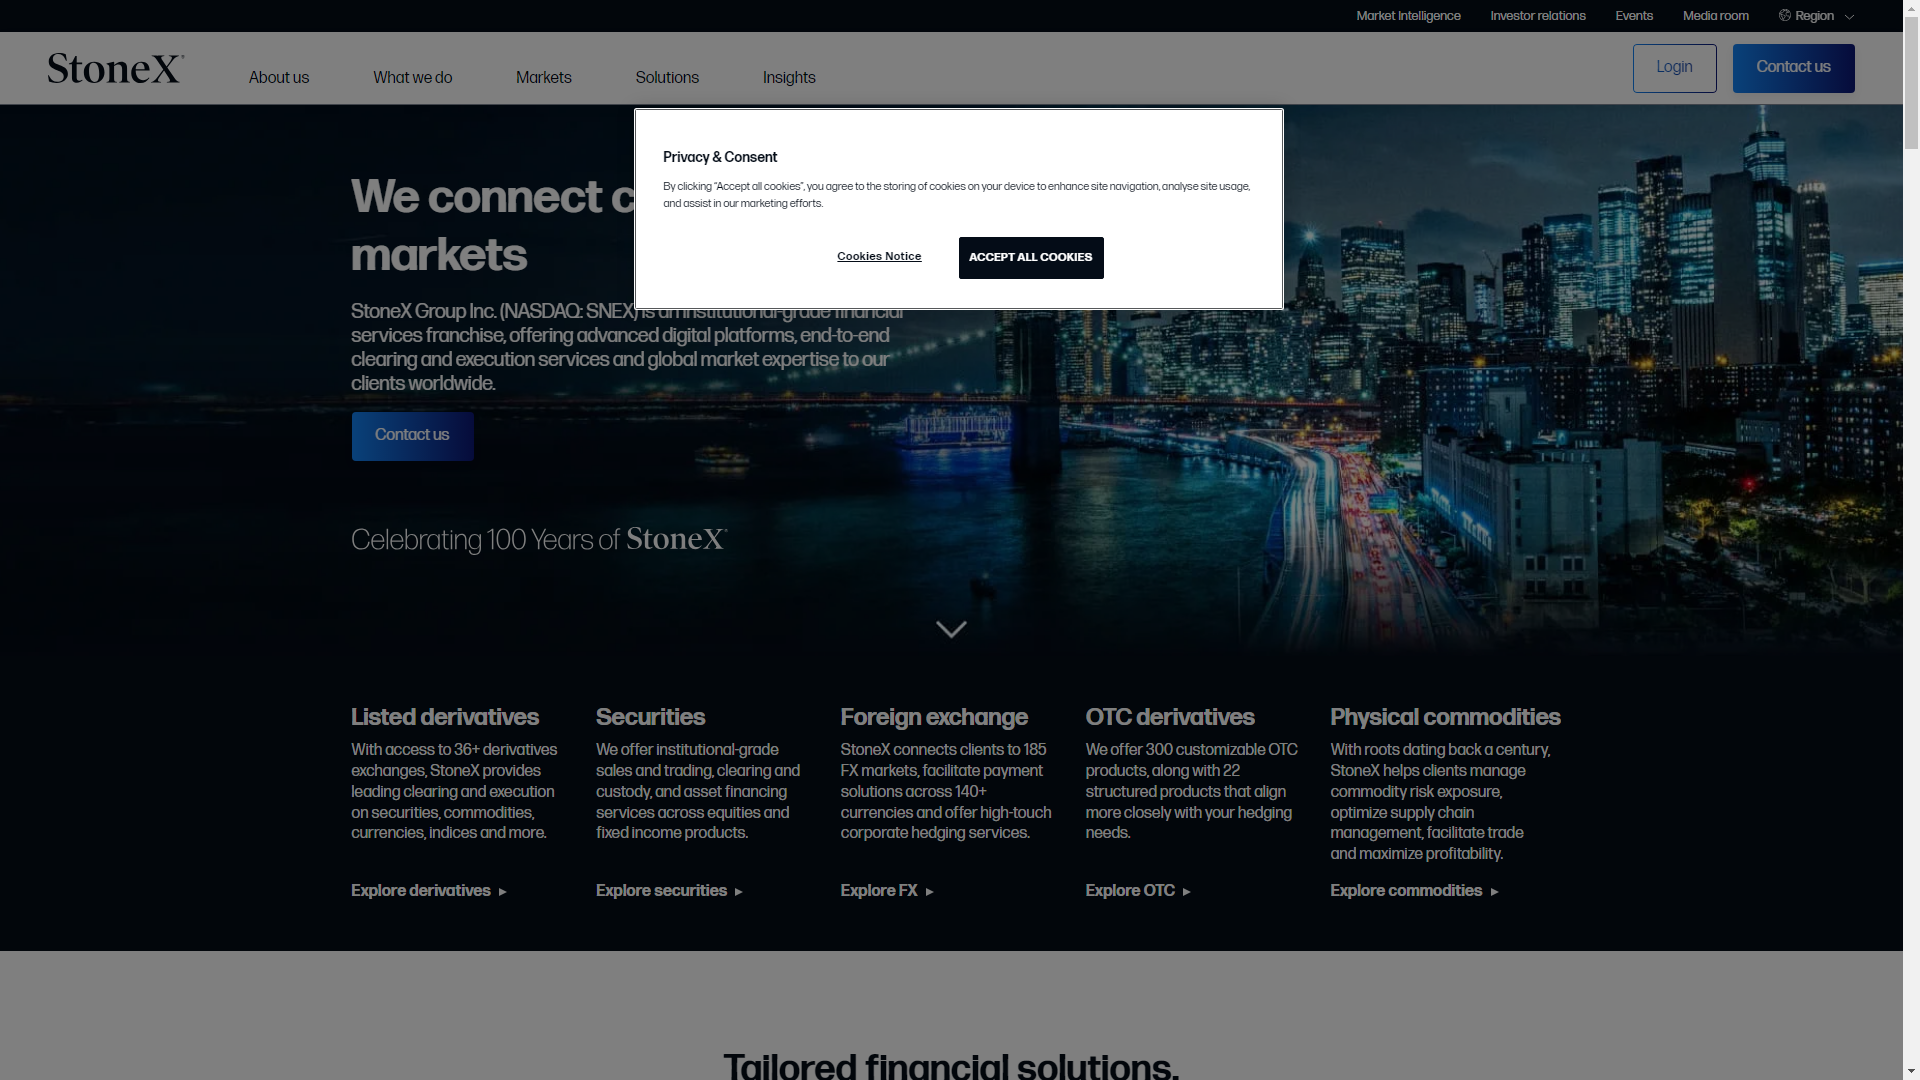 Market Intelligence
Investor relations
Events
Media room
Region
StoneX
About us
What we do
Markets
Solutions
Insights
Login
Contact us
Privacy & Consent
By clicking “Accept all cookies”, you agree to the storing of cookies on your device to enhance site navigation, analyse site usage,
and assist in our marketing efforts.
Cookies Notice
ACCEPT ALL COOKIES
We connect
markets
StoneX Group Inc. (NASDAQ: SNEX) is an institutional-grade financial
services franchise, offering advanced digital platforms, end-to-end
clearing and execution services and global market expertise to our
clients worldwide.
Contact us
Celebrating 100 Years of StoneX
Listed derivatives
With access to 36+ derivatives
exchanges, StoneX provides
leading clearing and execution
on securities, commodities,
currencies, indices and more.
Explore derivatives ►
Securities
We offer institutional-grade
sales and trading, clearing and
custody, and asset financing
services across equities and
fixed income products.
Explore securities ►
Foreign exchange
StoneX connects clients to 185
FX markets, facilitate payment
solutions across 140+
currencies and offer high-touch
corporate hedging services.
Explore FX ►
OTC derivatives
We offer 300 customizable OTC
products, along with 22
structured products that align
more closely with your hedging
needs.
Explore OTC ►
Physical commodities
With roots dating back a century,
StoneX helps clients manage
commodity risk exposure,
optimize supply chain
management, facilitate trade
and maximize profitability.
Explore commodities ►
Tailored financial solutions.